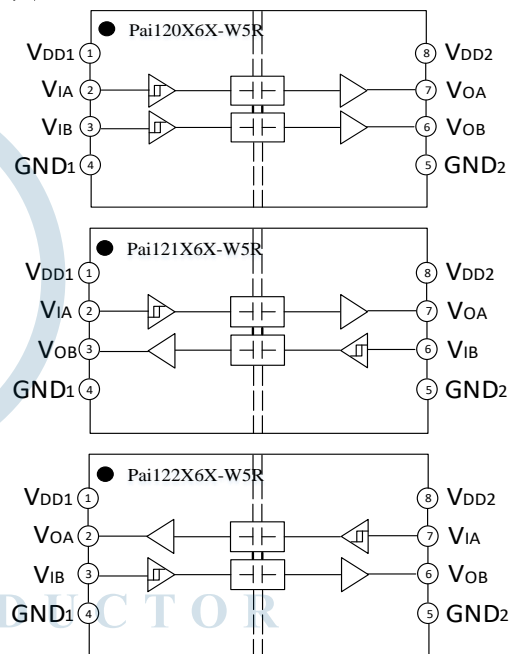 Pai120X6X-W5R
VDD1 1 8 VDD2
VIA 2 7 VOA
VIB 3 6 VOB
GND1 4 5 GND2
Pai121X6X-W5R
VDD1 1 8 VDD2
VIA 2 7 VOA
VOB 3 6 VIB
GND1 4 5 GND2
Pai122X6X-W5R
VDD1 1 8 VDD2
VOA 2 7 VIA
VIB 3 6 VOB
GND1 4 5 GND2
DUCTOR